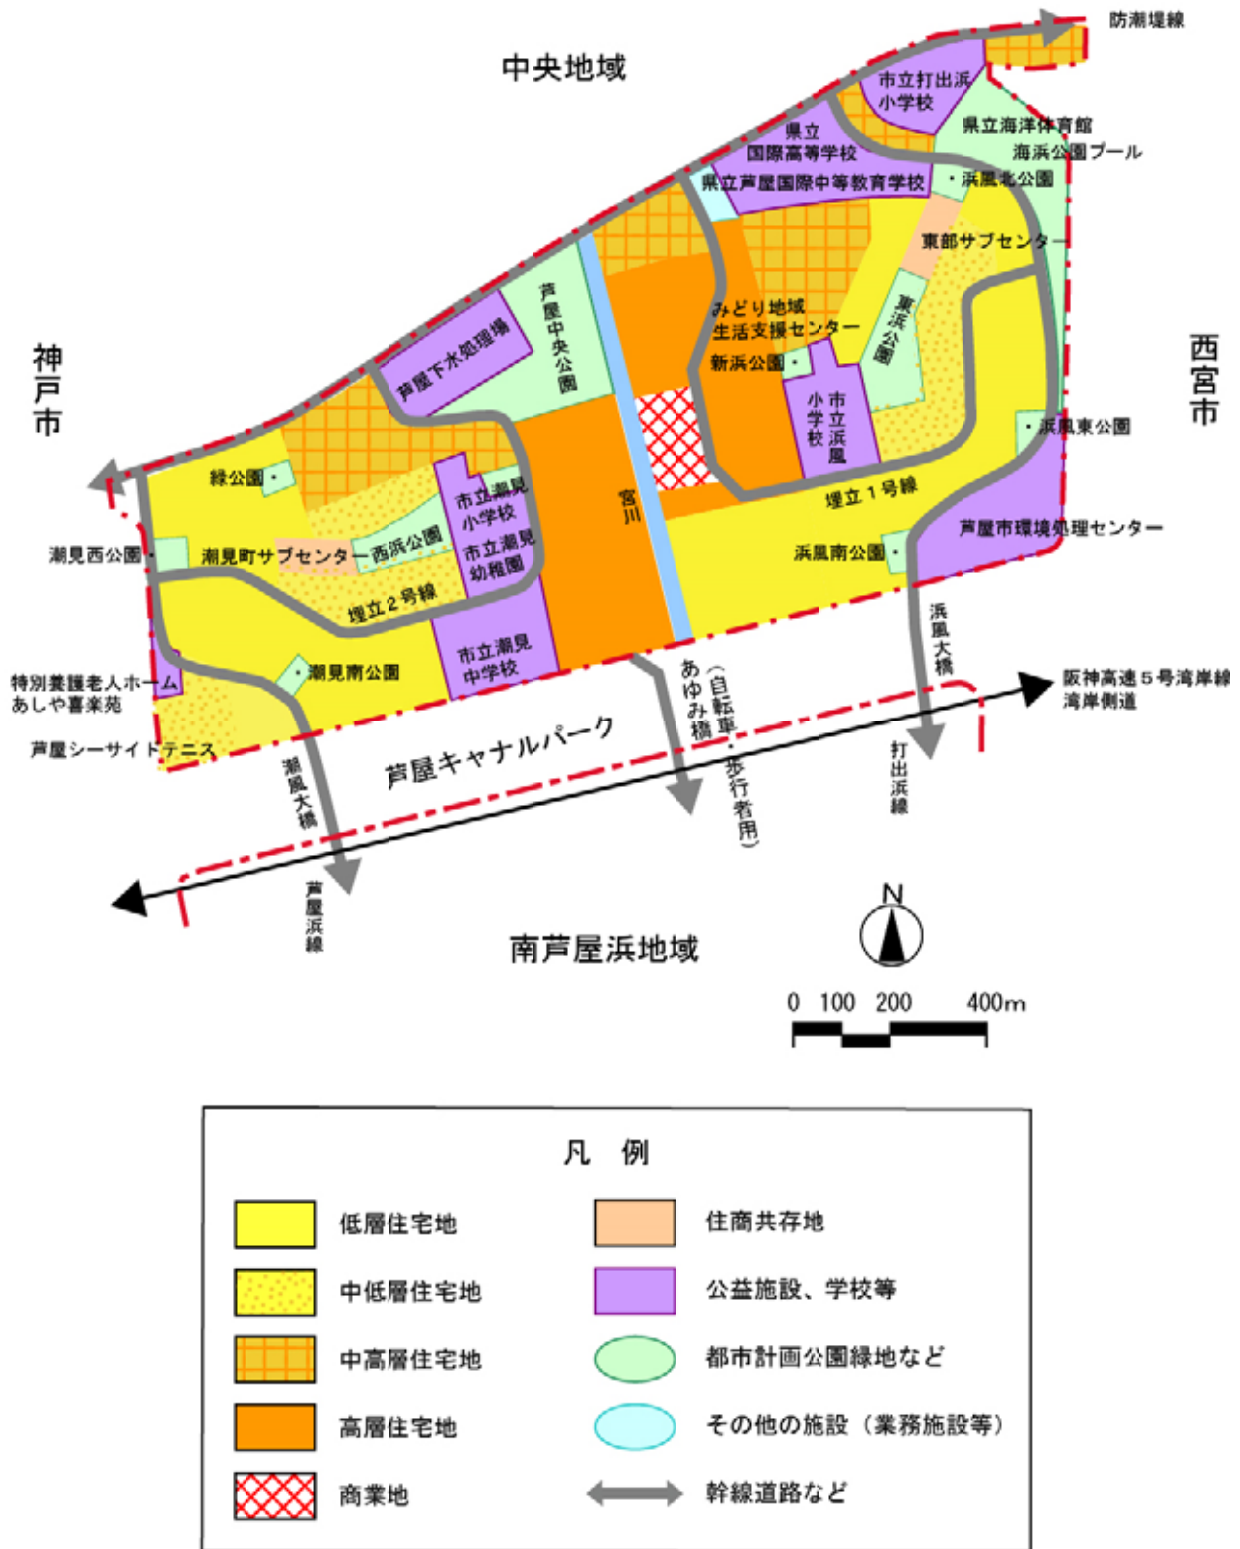 防潮堤線
中央地域
市立打出浜
小学校
県立海洋体育館
海浜公園プール
県立
国際高等学校
県立芦屋国際中等教育学校
浜風北公園
東部サブセンター
芦屋中央公園
みどり地域
生活支援センター
東浜公園
芦屋下水処理場
新浜公園
神戸市
西宮市
市立浜風
小学校
浜風東公園
緑公園
宮川
埋立1号線
市立潮見
小学校
芦屋市環境処理センター
潮見西公園
潮見町サブセンター
西浜公園
市立潮見
幼稚園
浜風南公園
埋立2号線
浜風大橋
市立潮見
中学校
潮見南公園
特別養護老人ホーム
あしや喜楽苑
あゆみ橋
（自転車・歩行者用）
阪神高速5号湾岸線
湾岸側道
芦屋シーサイドテニス
芦屋キャナルパーク
潮風大橋
打出浜線
芦屋浜線
南芦屋浜地域
N
0 100 200 400m
凡 例
低層住宅地
住商共存地
中低層住宅地
公益施設、学校等
中高層住宅地
都市計画公園緑地など
高層住宅地
その他の施設（業務施設等）
商業地
幹線道路など